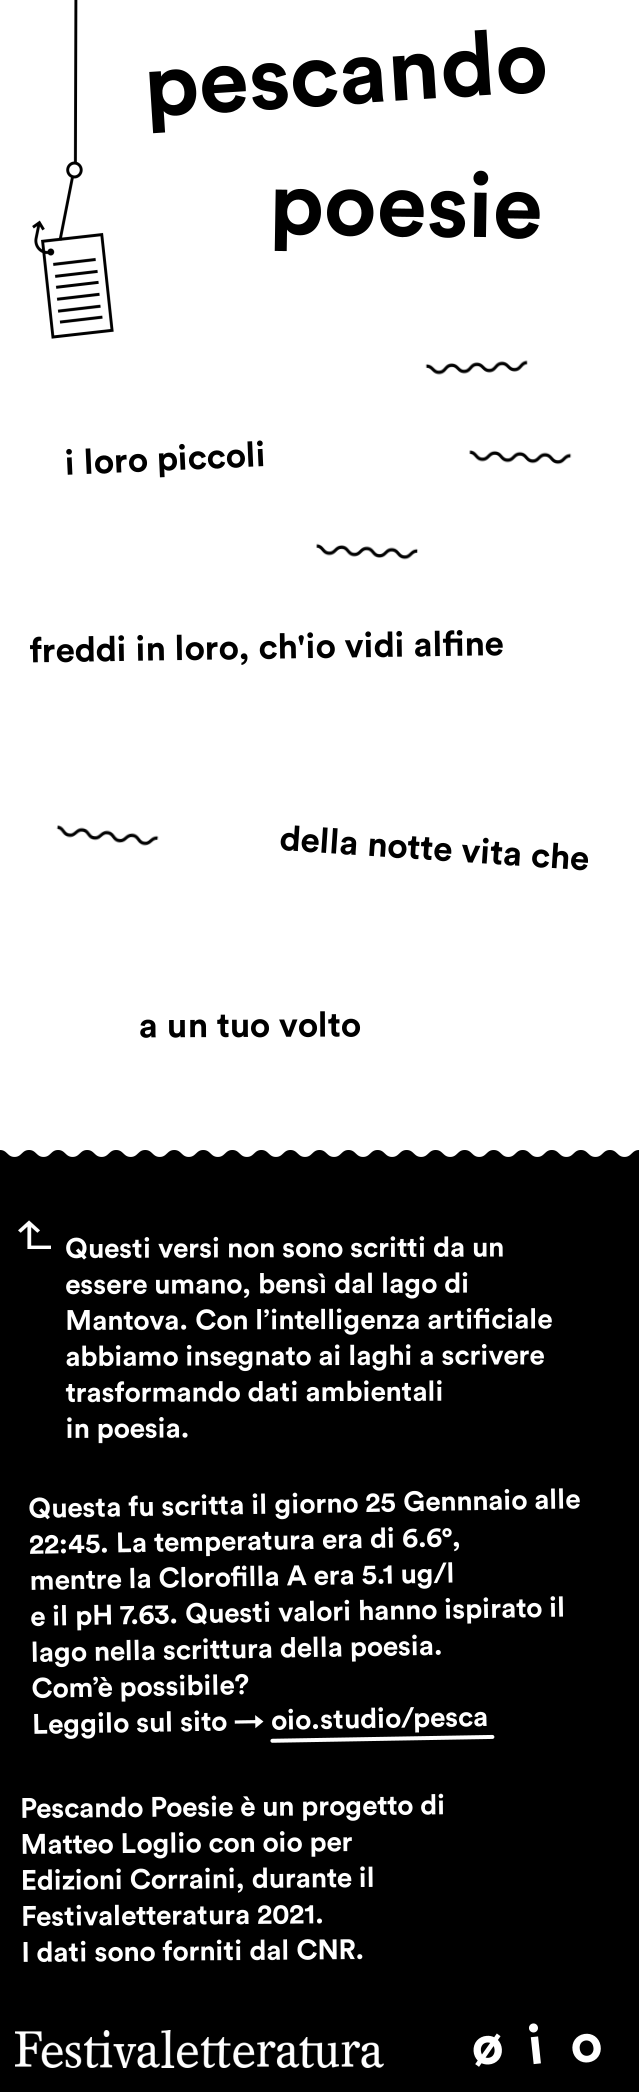 pescando
poesie
i loro piccoli
freddi in loro, ch'io vidi alfine
della notte vita che
a un tuo volto
Questi versi non sono scritti da un
essere umano, bensì dal lago di
Mantova. Con l’intelligenza artificiale
abbiamo insegnato ai laghi a scrivere
trasformando dati ambientali
in poesia.
Questa fu scritta il giorno 25 Gennnaio alle
22:45. La temperatura era di 6.6°,
mentre la Clorofilla A era 5.1 ug/l
e il pH 7.63. Questi valori hanno ispirato il
lago nella scrittura della poesia.
Com’è possibile?
Leggilo sul sito → oio.studio/pesca
Pescando Poesie è un progetto di
Matteo Loglio con oio per
Edizioni Corraini, durante il
Festivaletteratura 2021.
I dati sono forniti dal CNR.
Festivaletteratura øio